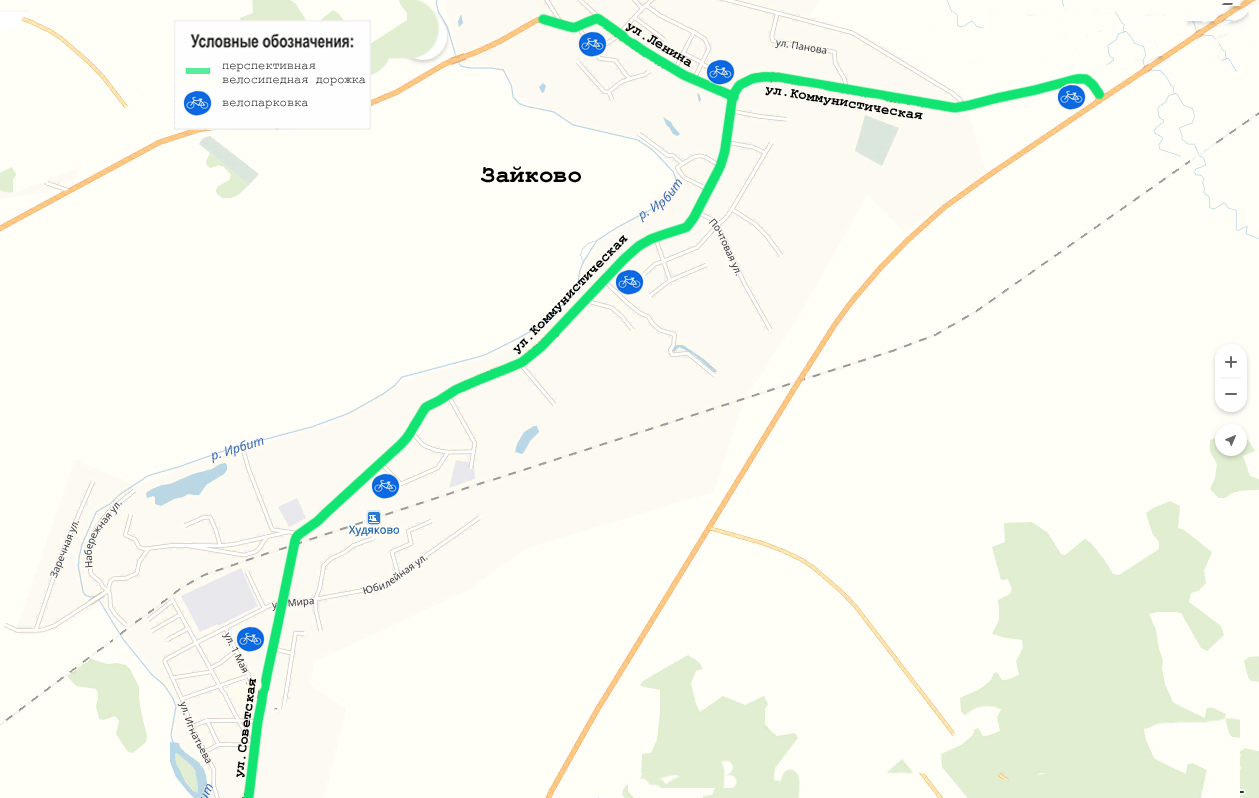 Условные обозначения:
перспективная
велосипедная дорожка
велопарковка
ул. Ленина
ул. Панова
ул. Коммунистическая
Зайково
р. Ирбит
Почтовая ул.
ул. Коммунистическая
р. Ирбит
Заречная ул.
Набережная ул.
Худяково
Юбилейная ул.
ул. Мира
ул. 1 Мая
ул. Советская
ул. Игнатьева